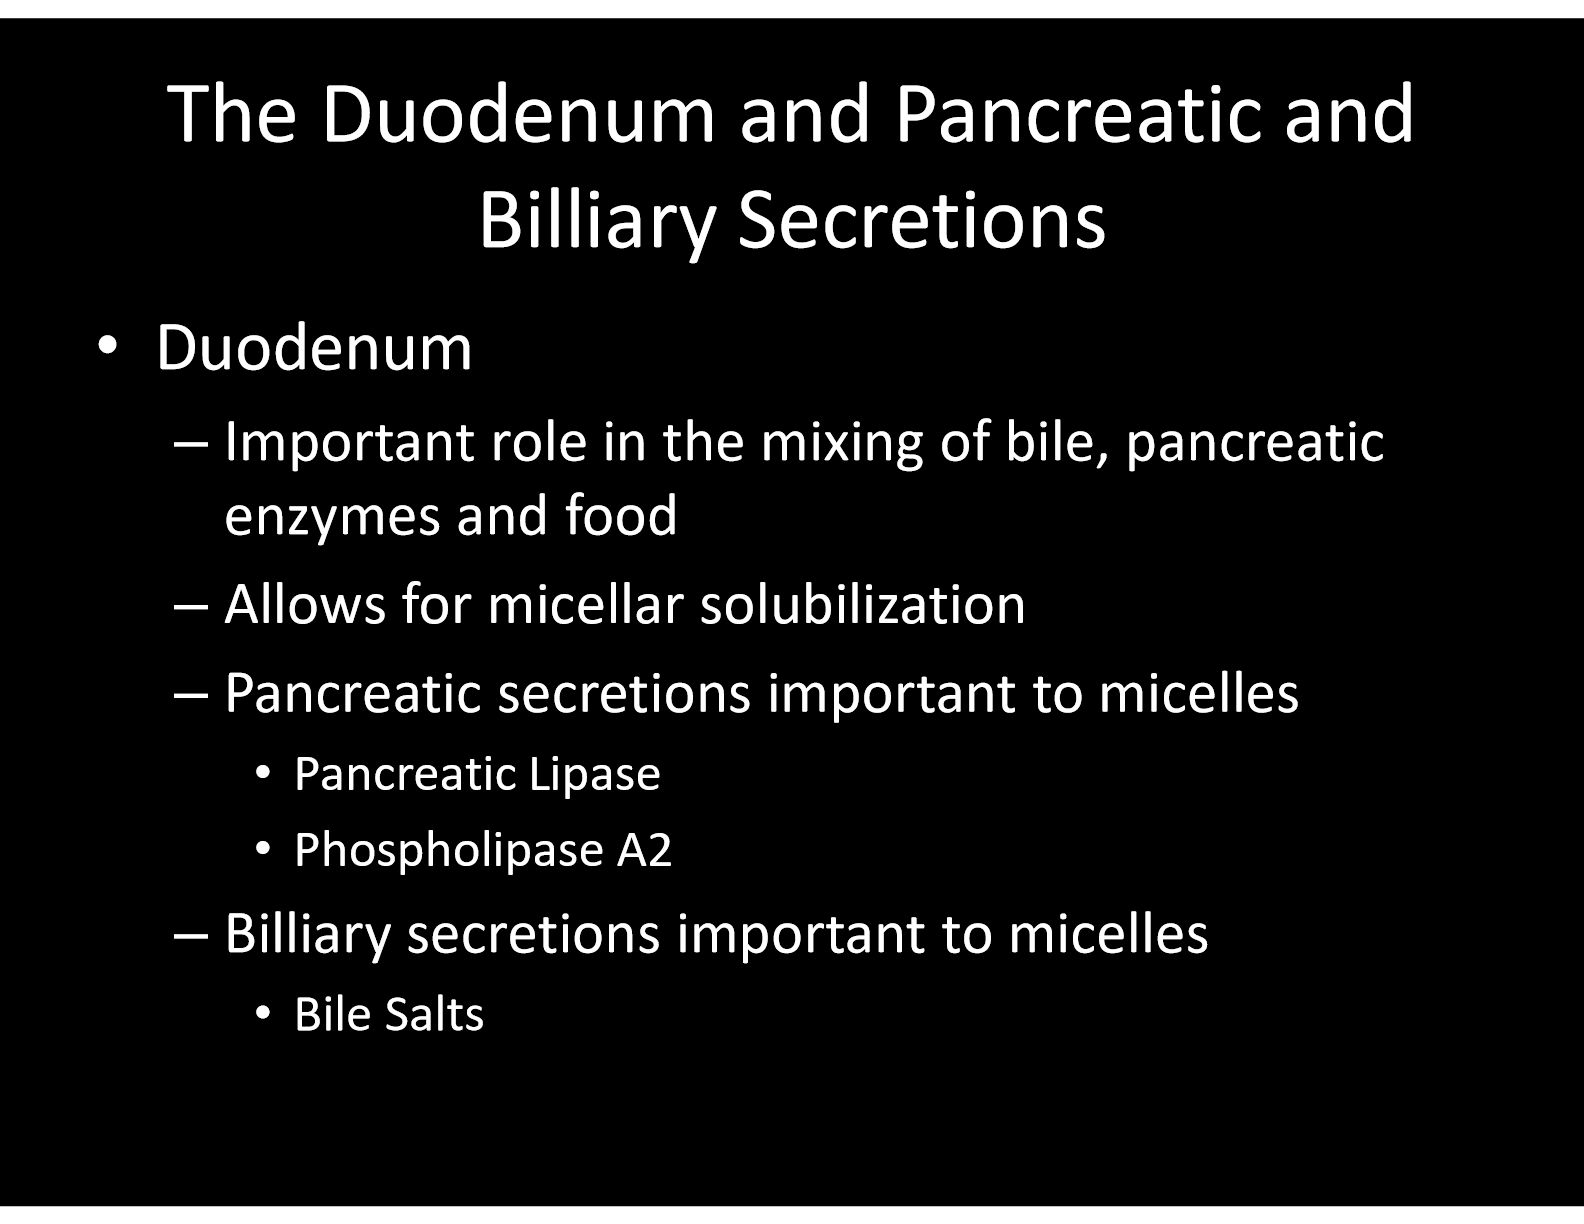 The Duodenum and Pancreatic and
Billiary Secretions
• Duodenum
– Important role in the mixing of bile, pancreatic
enzymes and food
– Allows for micellar solubilization
– Pancreatic secretions important to micelles
• Pancreatic Lipase
• Phospholipase A2
– Billiary secretions important to micelles
• Bile Salts